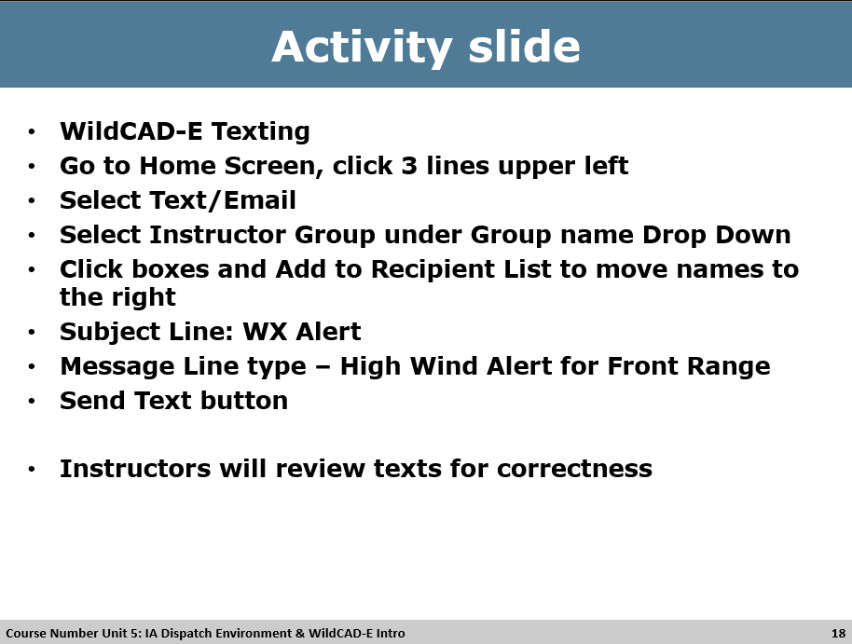 Activity slide
• WildCAD-E Texting
• Go to Home Screen, click 3 lines upper left
• Select Text/Email
• Select Instructor Group under Group name Drop Down
• Click boxes and Add to Recipient List to move names to
the right
• Subject Line: WX Alert
• Message Line type – High Wind Alert for Front Range
• Send Text button
• Instructors will review texts for correctness
Course Number Unit 5: IA Dispatch Environment & WildCAD-E Intro 18